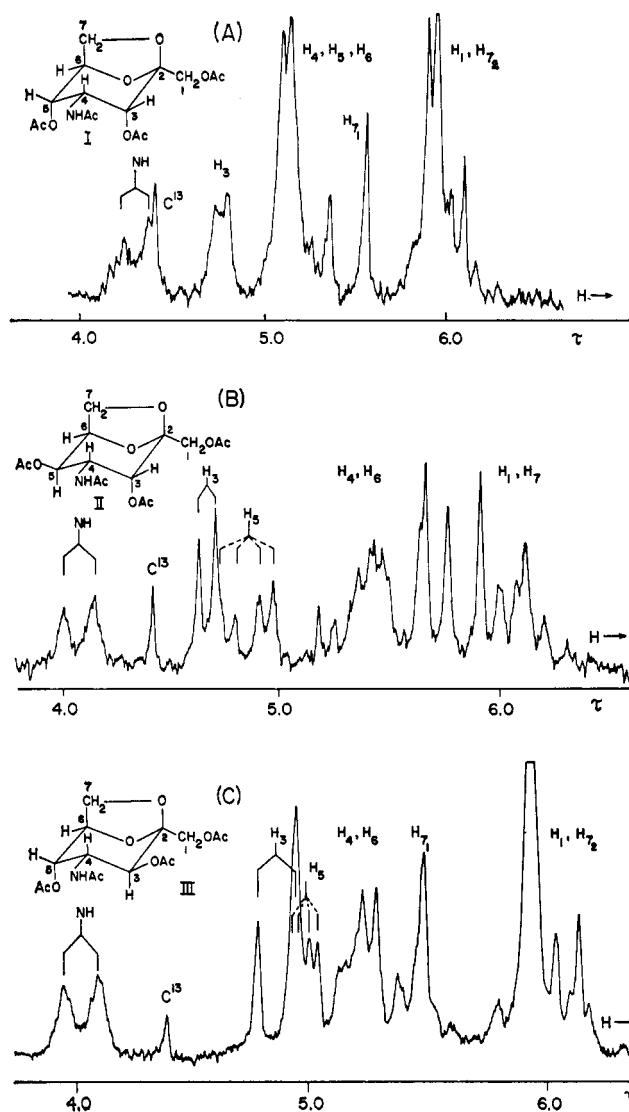 (A)
7
CH₂ O
6 2 CH₂OAc
H H O 1
H 4 H
5 NHAc 3
AcO OAc
I
NH
C¹³
H₃
H₄, H₅, H₆
H₇₁
H₁, H₇₂
H →
4.0 5.0 6.0 τ
(B)
7
CH₂ O
6 2 CH₂OAc
H H O 1
AcO 4 H
5 NHAc 3
H OAc
II
NH
C¹³
H₃
H₅
H₄, H₆
H₁, H₇
H →
4.0 5.0 6.0 τ
(C)
7
CH₂ O
6 2 CH₂OAc
H H O 1
H 4 OAc
5 NHAc 3
AcO H
III
NH
C¹³
H₃
H₅
H₄, H₆
H₇₁
H₁, H₇₂
H
4.0 5.0 6.0